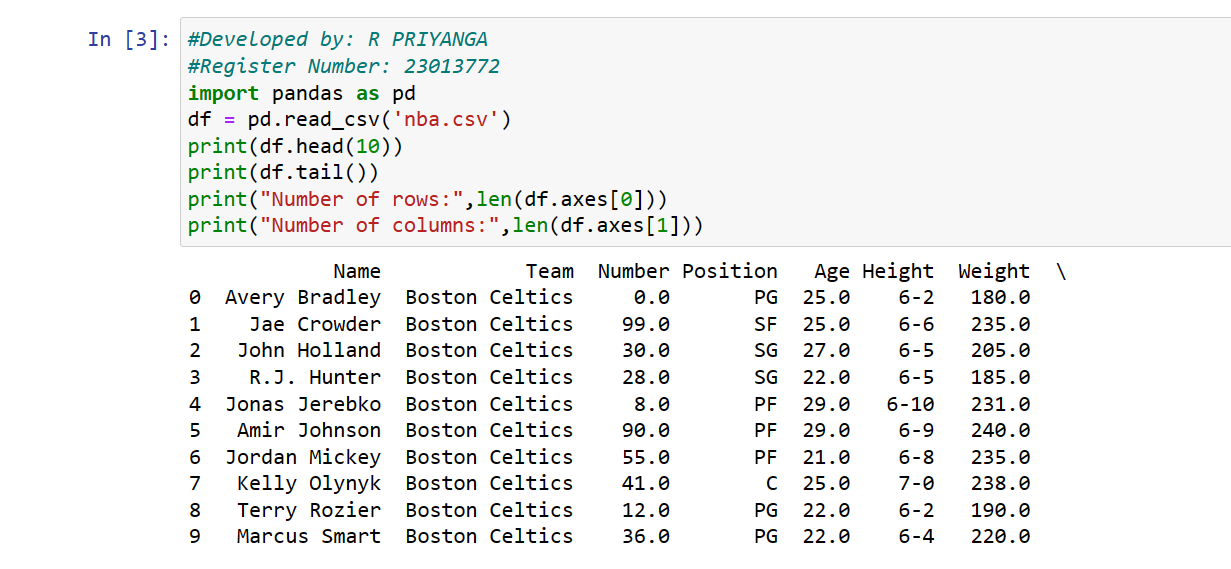 In [3]: #Developed by: R PRIYANGA
#Register Number: 23013772
import pandas as pd
df = pd.read_csv('nba.csv')
print(df.head(10))
print(df.tail())
print("Number of rows:",len(df.axes[0]))
print("Number of columns:",len(df.axes[1]))
Name Team Number Position Age Height Weight \
0 Avery Bradley Boston Celtics 0.0 PG 25.0 6-2 180.0
1 Jae Crowder Boston Celtics 99.0 SF 25.0 6-6 235.0
2 John Holland Boston Celtics 30.0 SG 27.0 6-5 205.0
3 R.J. Hunter Boston Celtics 28.0 SG 22.0 6-5 185.0
4 Jonas Jerebko Boston Celtics 8.0 PF 29.0 6-10 231.0
5 Amir Johnson Boston Celtics 90.0 PF 29.0 6-9 240.0
6 Jordan Mickey Boston Celtics 55.0 PF 21.0 6-8 235.0
7 Kelly Olynyk Boston Celtics 41.0 C 25.0 7-0 238.0
8 Terry Rozier Boston Celtics 12.0 PG 22.0 6-2 190.0
9 Marcus Smart Boston Celtics 36.0 PG 22.0 6-4 220.0